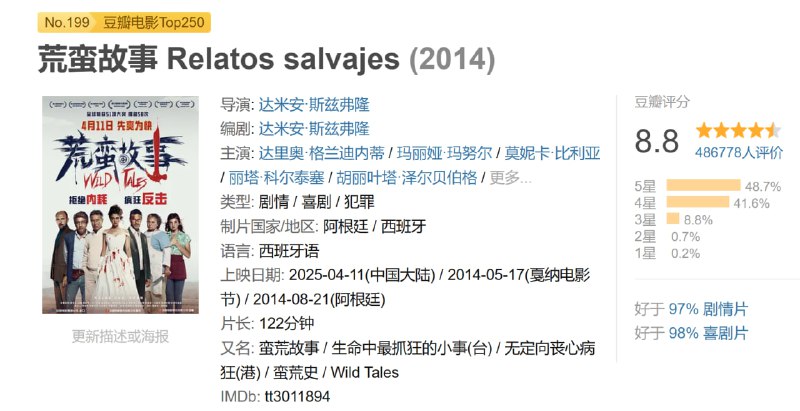 No.199 豆瓣电影Top250
荒蛮故事 Relatos salvajes (2014)
4月11日 先爽为快
荒蛮故事
WILD TALES
拒绝内耗 疯狂反击
更新描述或海报
导演: 达米安·斯兹弗隆
编剧: 达米安·斯兹弗隆
主演: 达里奥·格兰迪内蒂 / 玛丽娅·玛努尔 / 莫妮卡·比利亚
/ 丽塔·科尔泰塞 / 胡丽叶塔·泽尔贝伯格 / 更多...
类型: 剧情 / 喜剧 / 犯罪
制片国家/地区: 阿根廷 / 西班牙
语言: 西班牙语
上映日期: 2025-04-11(中国大陆) / 2014-05-17(戛纳电影
节) / 2014-08-21(阿根廷)
片长: 122分钟
又名: 蛮荒故事 / 生命中最抓狂的小事(台) / 无定向丧心病
狂(港) / 蛮荒史 / Wild Tales
IMDb: tt3011894
豆瓣评分
8.8
486778人评价
5星 48.7%
4星 41.6%
3星 8.8%
2星 0.7%
1星 0.2%
好于 97% 剧情片
好于 98% 喜剧片